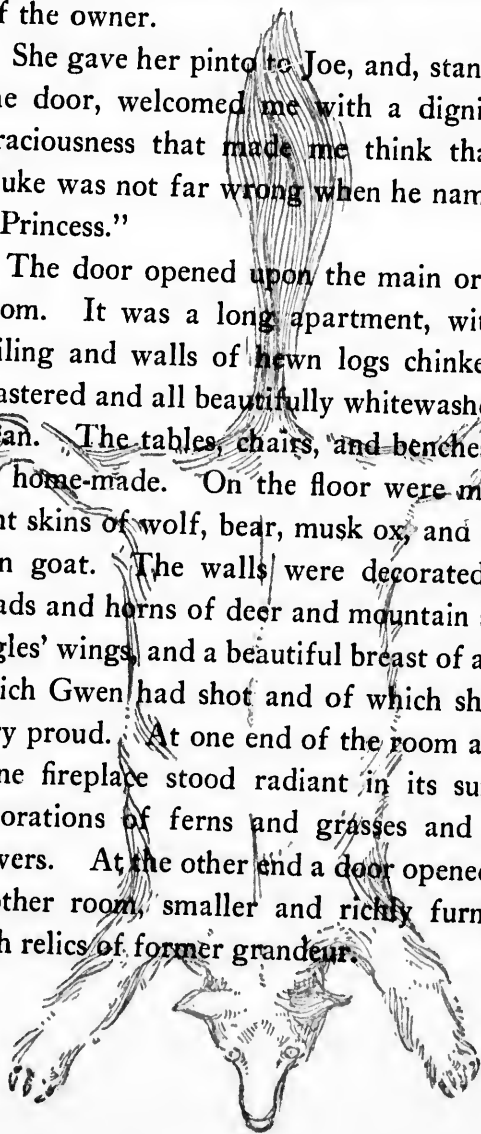 f the owner.
She gave her pinto to Joe, and, stan
e door, welcomed me with a digni
raciousness that made me think tha
uke was not far wrong when he nam
Princess."
The door opened upon the main or
om. It was a long apartment, wit
iling and walls of hewn logs chinke
astered and all beautifully whitewashe
an. The tables, chairs, and benche
home-made. On the floor were m
nt skins of wolf, bear, musk ox, and
n goat. The walls were decorated
ads and horns of deer and mountain s
gles' wings, and a beautiful breast of a
ich Gwen had shot and of which sh
ry proud. At one end of the room a
ne fireplace stood radiant in its su
orations of ferns and grasses and
wers. At the other end a door opened
other room, smaller and richly furn
h relics of former grandeur.